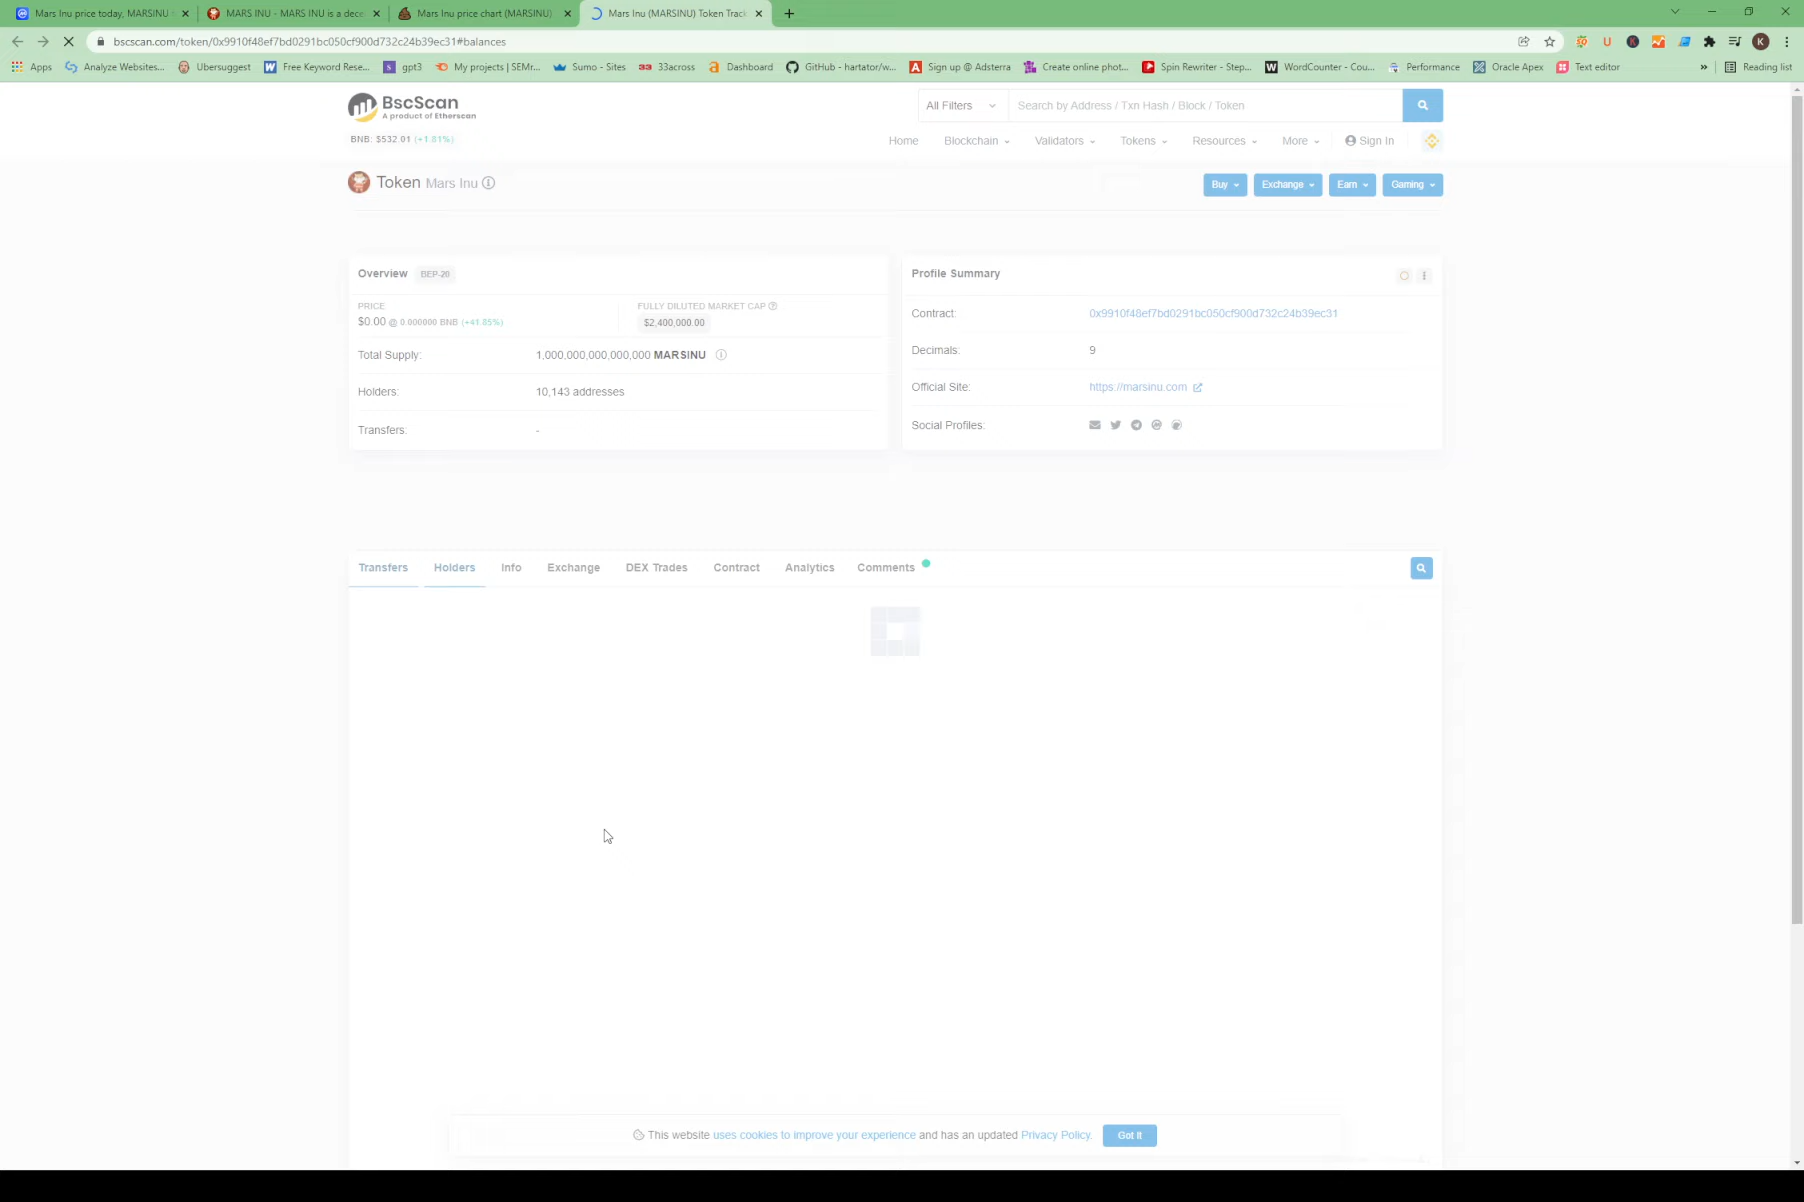 Mars Inu price today, MARSINU
MARS INU - MARS INU is a dece
Mars Inu price chart (MARSINU)
Mars Inu (MARSINU) Token Trac
bscscan.com/token/0x9910f48ef7bd0291bc050cf900d732c24b39ec31#balances
Apps Analyze Websites... Ubersuggest Free Keyword Rese... gpt3 My projects | SEMr... Sumo - Sites 33across Dashboard GitHub - hartator/w... Sign up @ Adsterra Create online phot... Spin Rewriter - Step... WordCounter - Cou... Performance Oracle Apex Text editor » Reading list
BscScan
A product of Etherscan
All Filters Search by Address / Txn Hash / Block / Token
BNB: $532.01 (+1.81%)
Home Blockchain Validators Tokens Resources More Sign In
Token Mars Inu
Buy Exchange Earn Gaming
Overview BEP-20
PRICE
$0.00 @ 0.000000 BNB (+41.85%)
FULLY DILUTED MARKET CAP
$2,400,000.00
Total Supply: 1,000,000,000,000,000 MARSINU
Holders: 10,143 addresses
Transfers: -
Profile Summary
Contract: 0x9910f48ef7bd0291bc050cf900d732c24b39ec31
Decimals: 9
Official Site: https://marsinu.com
Social Profiles:
Transfers Holders Info Exchange DEX Trades Contract Analytics Comments
This website uses cookies to improve your experience and has an updated Privacy Policy. Got It